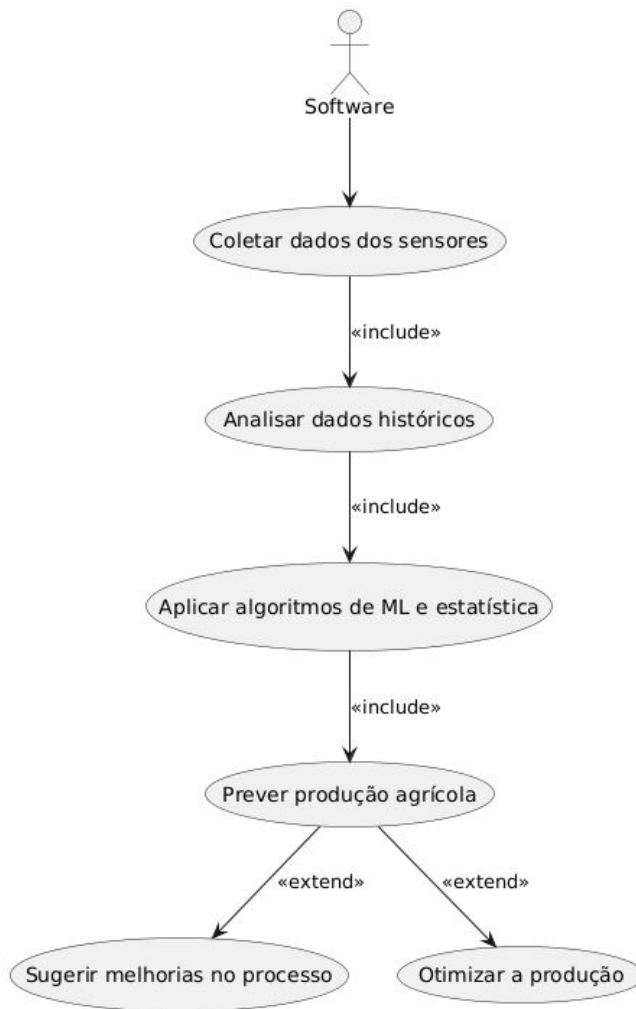 Software
Coletar dados dos sensores
«include»
Analisar dados históricos
«include»
Aplicar algoritmos de ML e estatística
«include»
Prever produção agrícola
«extend»
«extend»
Sugerir melhorias no processo
Otimizar a produção